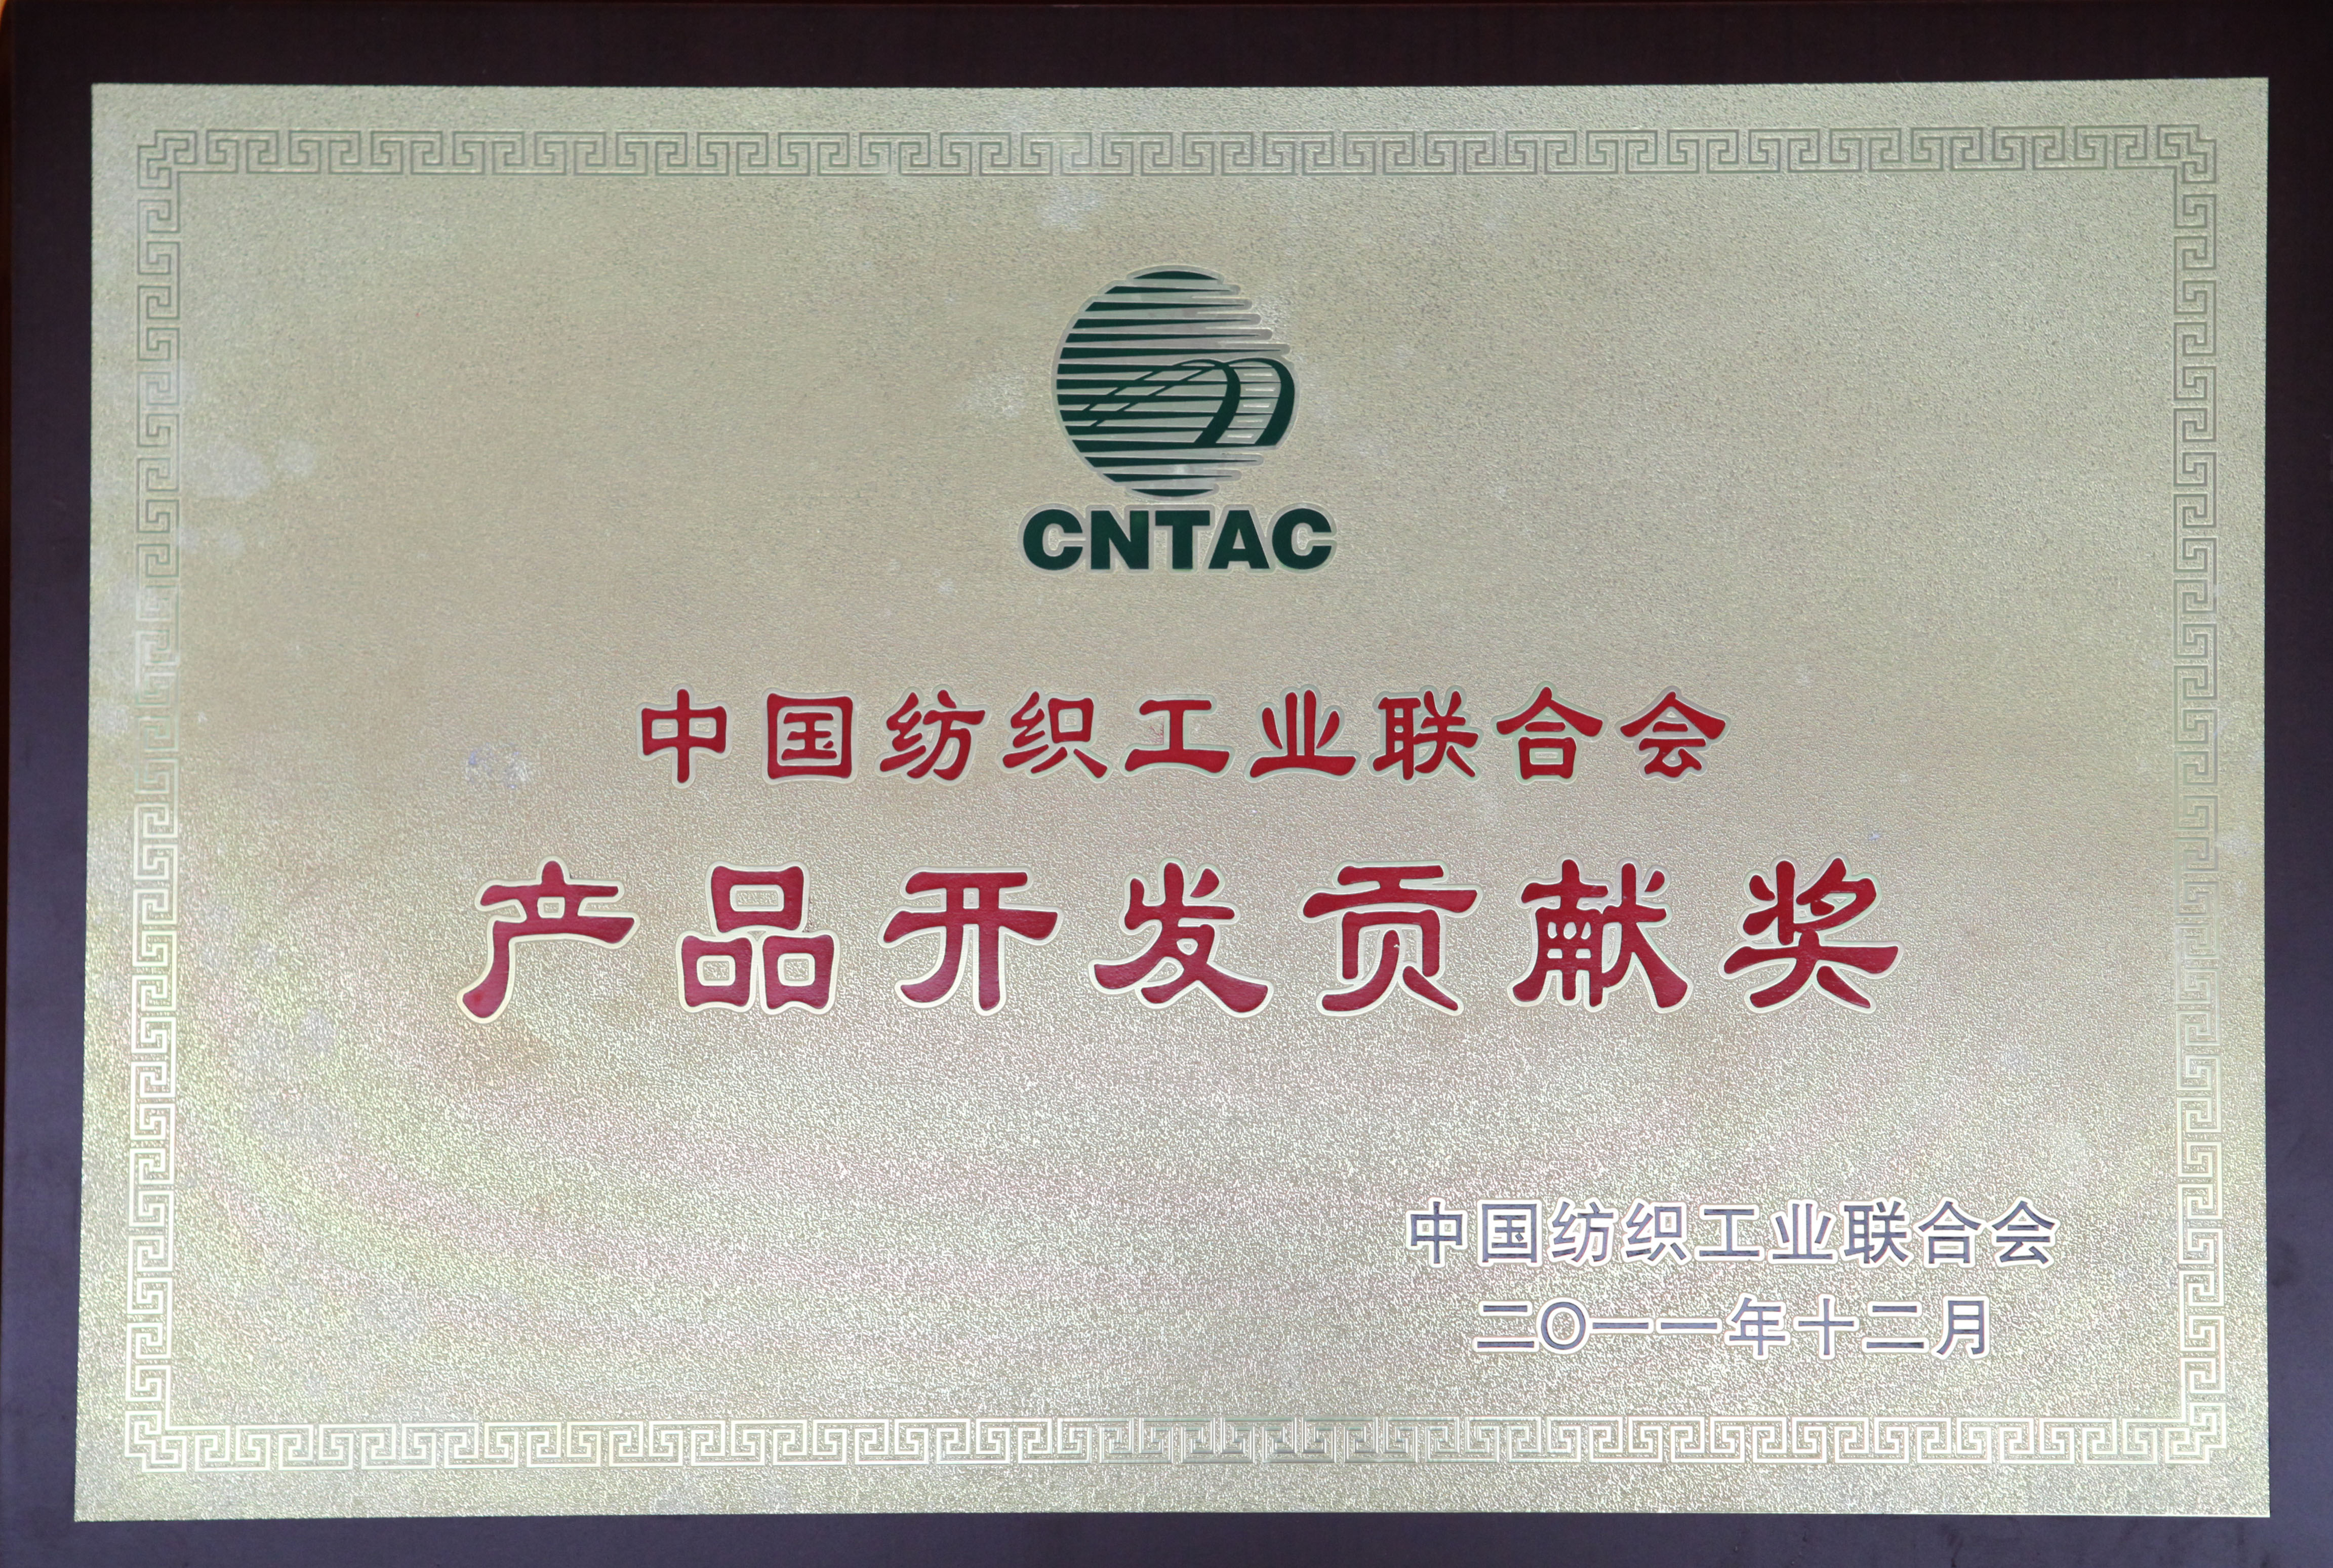 CNTAC
中国纺织工业联合会
产品开发贡献奖
中国纺织工业联合会
二〇一一年十二月